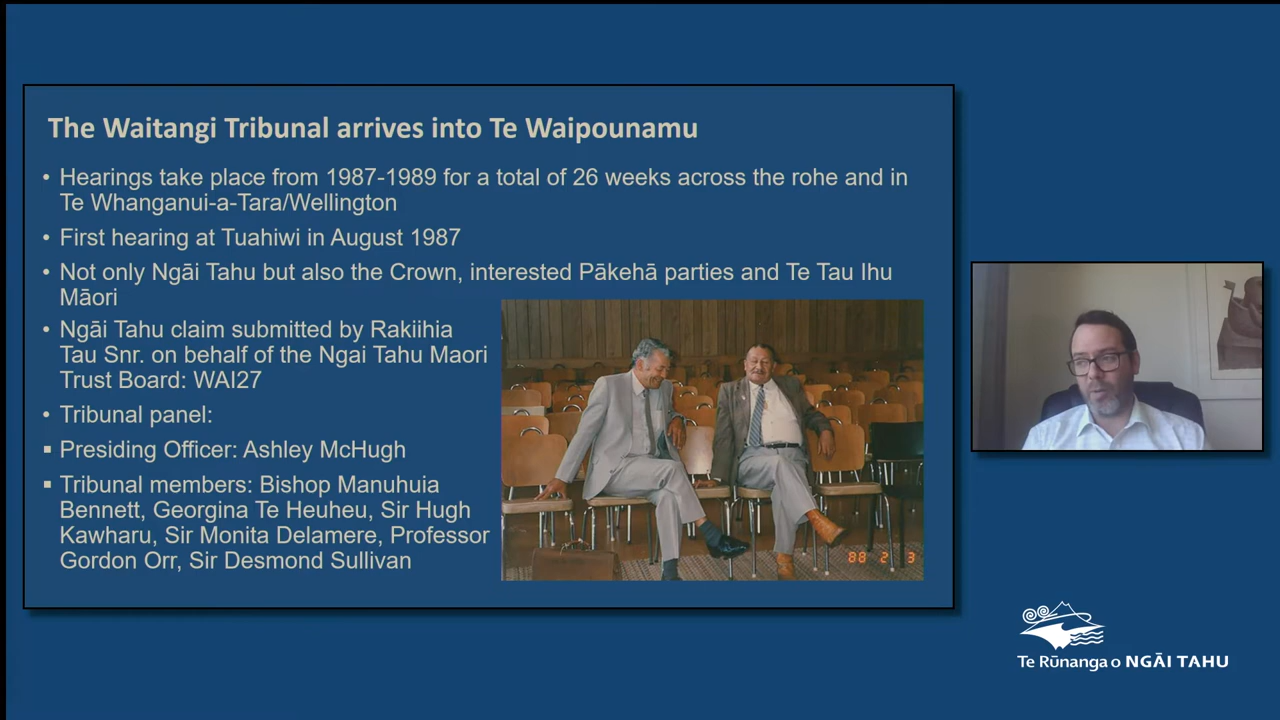 The Waitangi Tribunal arrives into Te Waipounamu
• Hearings take place from 1987-1989 for a total of 26 weeks across the rohe and in
Te Whanganui-a-Tara/Wellington
• First hearing at Tuahiwi in August 1987
• Not only Ngāi Tahu but also the Crown, interested Pākehā parties and Te Tau Ihu
Māori
• Ngāi Tahu claim submitted by Rakiihia
Tau Snr. on behalf of the Ngai Tahu Maori
Trust Board: WAI27
• Tribunal panel:
▪ Presiding Officer: Ashley McHugh
▪ Tribunal members: Bishop Manuhuia
Bennett, Georgina Te Heuheu, Sir Hugh
Kawharu, Sir Monita Delamere, Professor
Gordon Orr, Sir Desmond Sullivan
88 2 3
Te Rūnanga o NGĀI TAHU